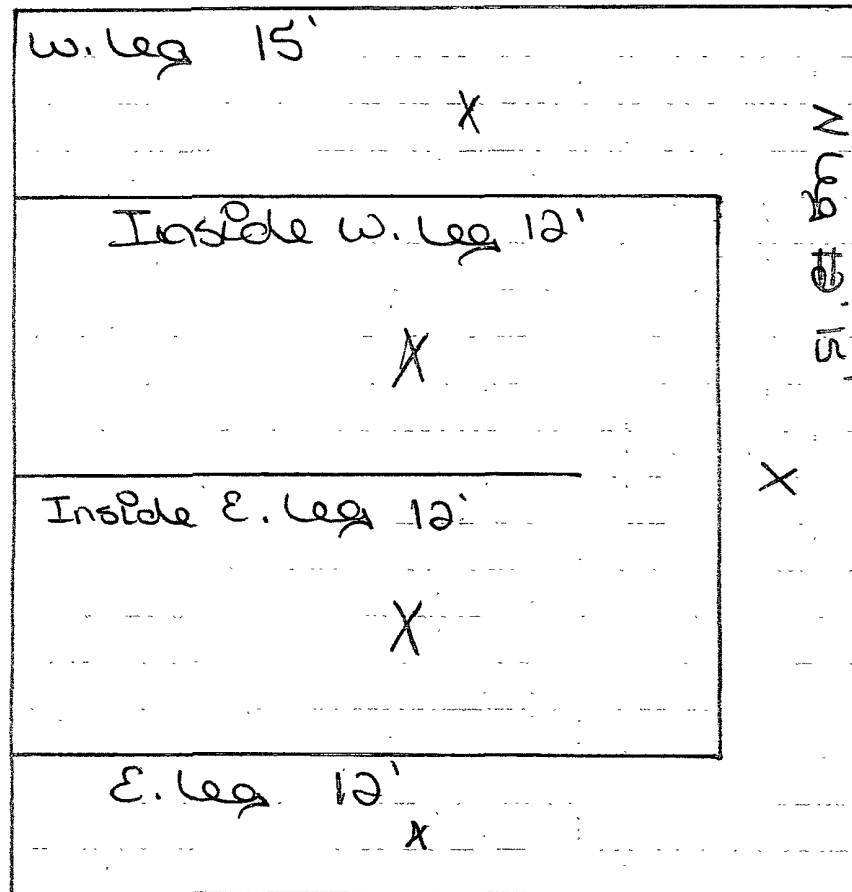 W. Leg 15'
X
N Leg 15'
Inside W. Leg 12'
X
X
Inside E. Leg 12'
X
E. Leg 12'
X